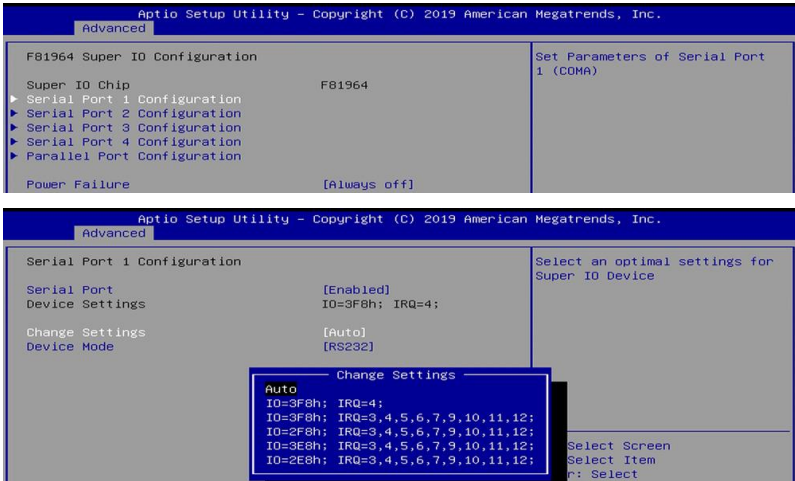 Aptio Setup Utility – Copyright (C) 2019 American Megatrends, Inc.
Advanced
F81964 Super IO Configuration
Set Parameters of Serial Port
1 (COMA)
Super IO Chip F81964
Serial Port 1 Configuration
Serial Port 2 Configuration
Serial Port 3 Configuration
Serial Port 4 Configuration
Parallel Port Configuration
Power Failure [Always off]
Aptio Setup Utility – Copyright (C) 2019 American Megatrends, Inc.
Advanced
Serial Port 1 Configuration
Select an optimal settings for
Super IO Device
Serial Port [Enabled]
Device Settings IO=3F8h; IRQ=4;
Change Settings [Auto]
Device Mode [RS232]
Change Settings
Auto
IO=3F8h; IRQ=4;
IO=3F8h; IRQ=3,4,5,6,7,9,10,11,12;
IO=2F8h; IRQ=3,4,5,6,7,9,10,11,12;
IO=3E8h; IRQ=3,4,5,6,7,9,10,11,12;
IO=2E8h; IRQ=3,4,5,6,7,9,10,11,12;
Select Screen
Select Item
r: Select